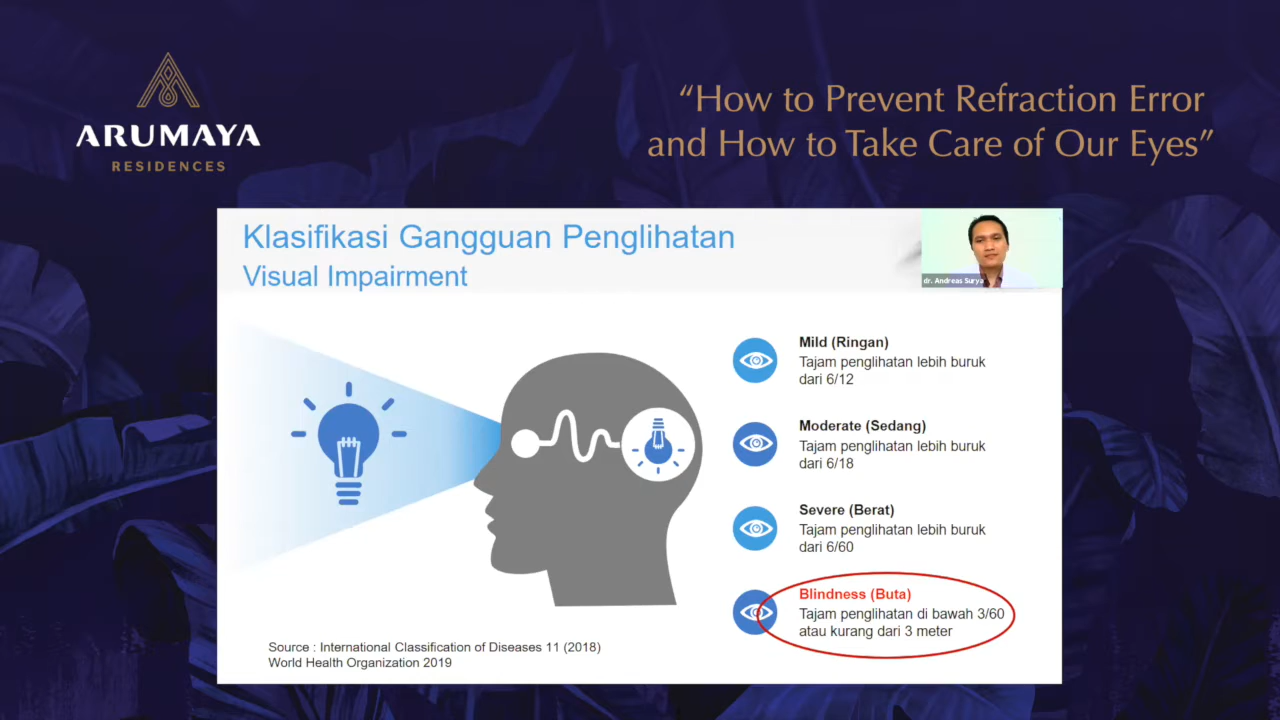 ARUMAYA
RESIDENCES
“How to Prevent Refraction Error
and How to Take Care of Our Eyes”
Klasifikasi Gangguan Penglihatan
Visual Impairment
dr. Andreas Surya
Mild (Ringan)
Tajam penglihatan lebih buruk
dari 6/12
Moderate (Sedang)
Tajam penglihatan lebih buruk
dari 6/18
Severe (Berat)
Tajam penglihatan lebih buruk
dari 6/60
Blindness (Buta)
Tajam penglihatan di bawah 3/60
atau kurang dari 3 meter
Source : International Classification of Diseases 11 (2018)
World Health Organization 2019